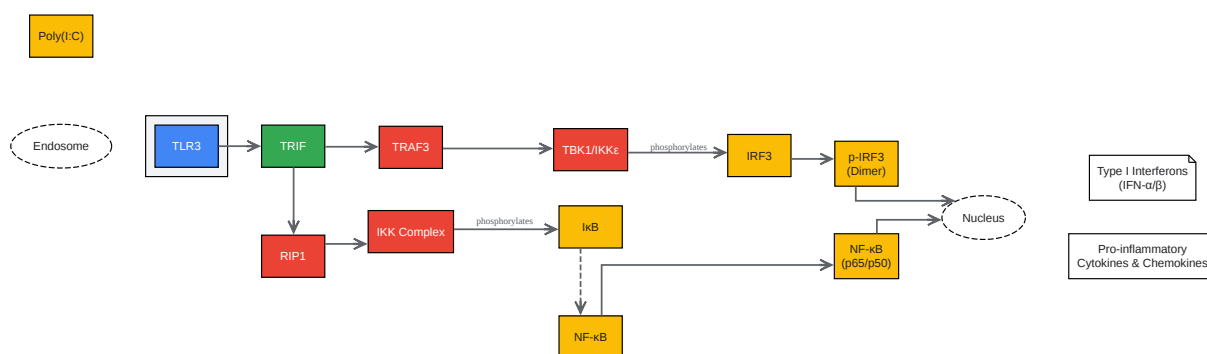 Poly(I:C)
Endosome
TLR3
TRIF
TRAF3
TBK1/IKKε
phosphorylates
IRF3
p-IRF3
(Dimer)
Type I Interferons
(IFN-α/β)
RIP1
IKK Complex
phosphorylates
IκB
Nucleus
NF-κB
(p65/p50)
Pro-inflammatory
Cytokines & Chemokines
NF-κB